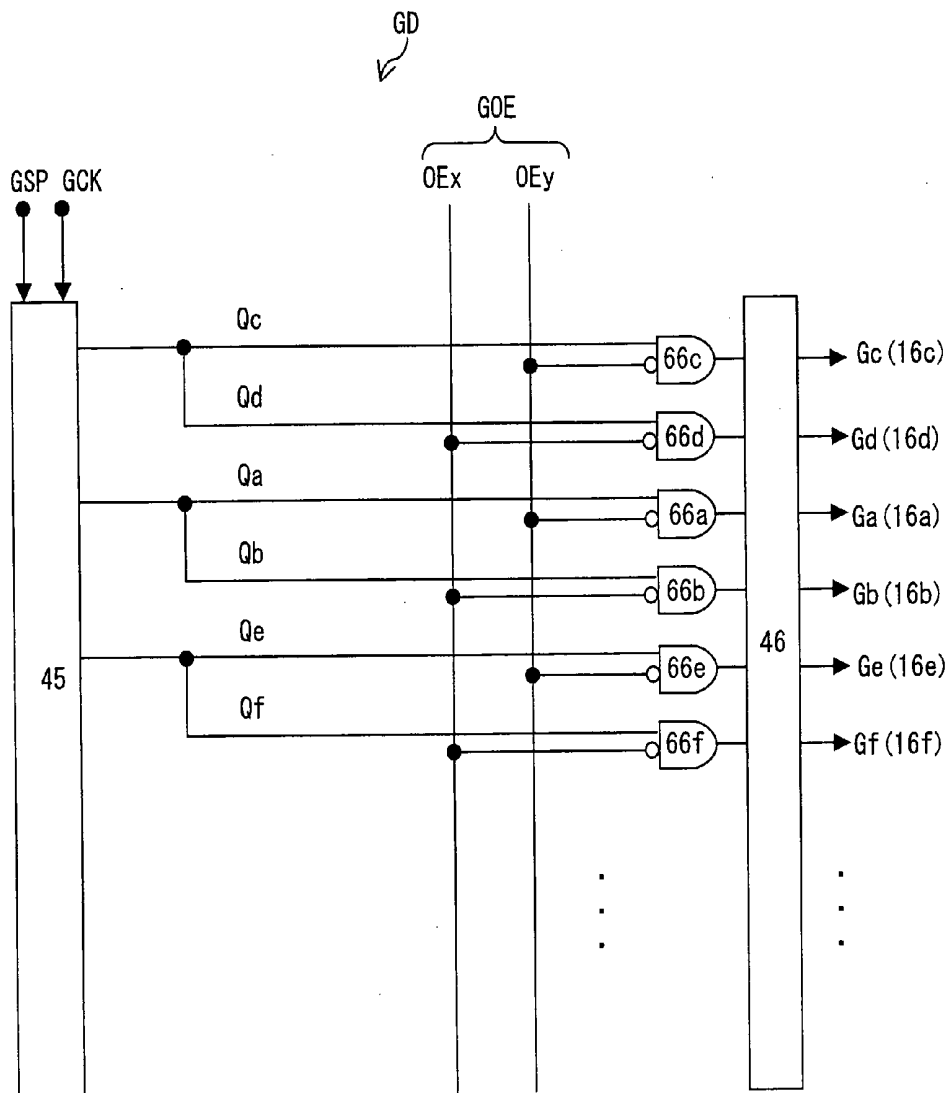 GD
GOE
OEx OEy
GSP GCK
Qc
66c
Gc(16c)
Qd
66d
Gd(16d)
Qa
66a
Ga(16a)
Qb
66b
Gb(16b)
Qe
66e
Ge(16e)
45
46
Qf
66f
Gf(16f)